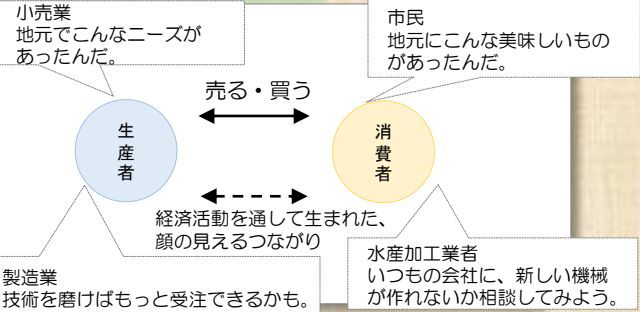 小売業
地元でこんなニーズが
あったんだ。
市民
地元にこんな美味しいもの
があったんだ。
売る・買う
生産者
消費者
経済活動を通して生まれた、
顔の見えるつながり
製造業
技術を磨けばもっと受注できるかも。
水産加工業者
いつもの会社に、新しい機械
が作れないか相談してみよう。